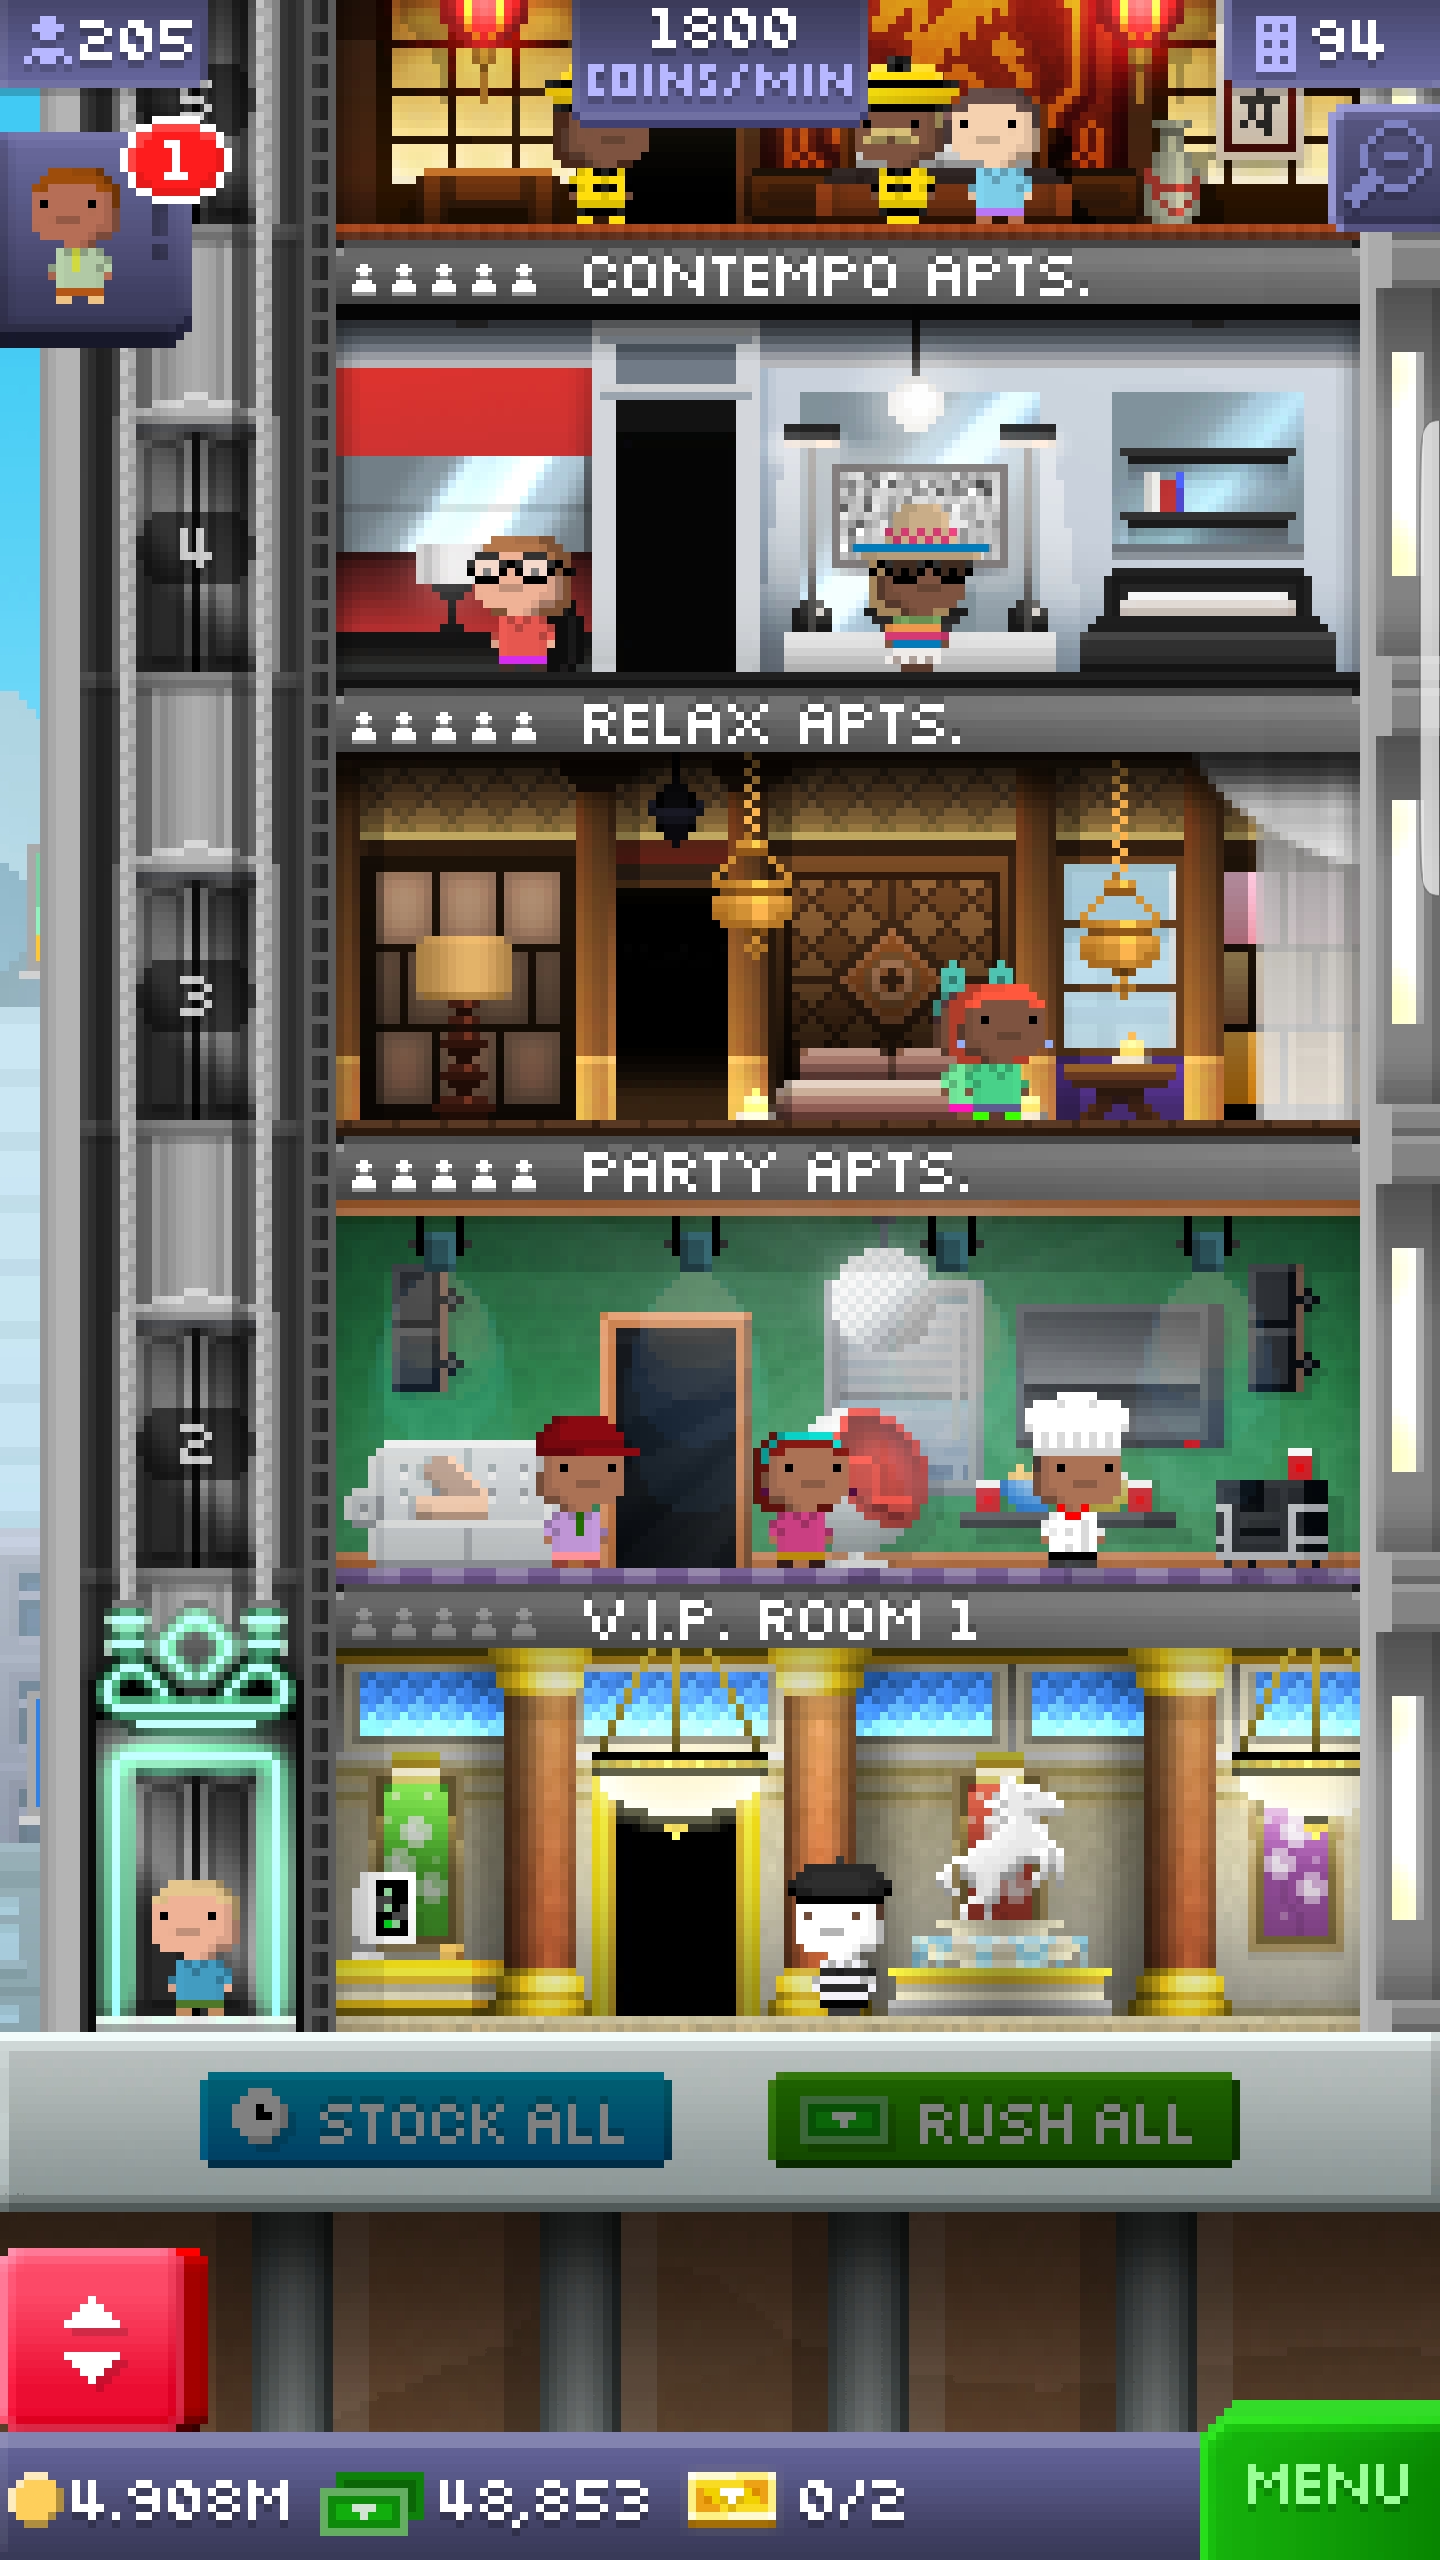 205
1800
COINS/MIN
94
5
1
CONTEMPO APTS.
4
RELAX APTS.
3
PARTY APTS.
2
V.I.P. ROOM 1
STOCK ALL
RUSH ALL
4.908M
48,853
0/2
MENU